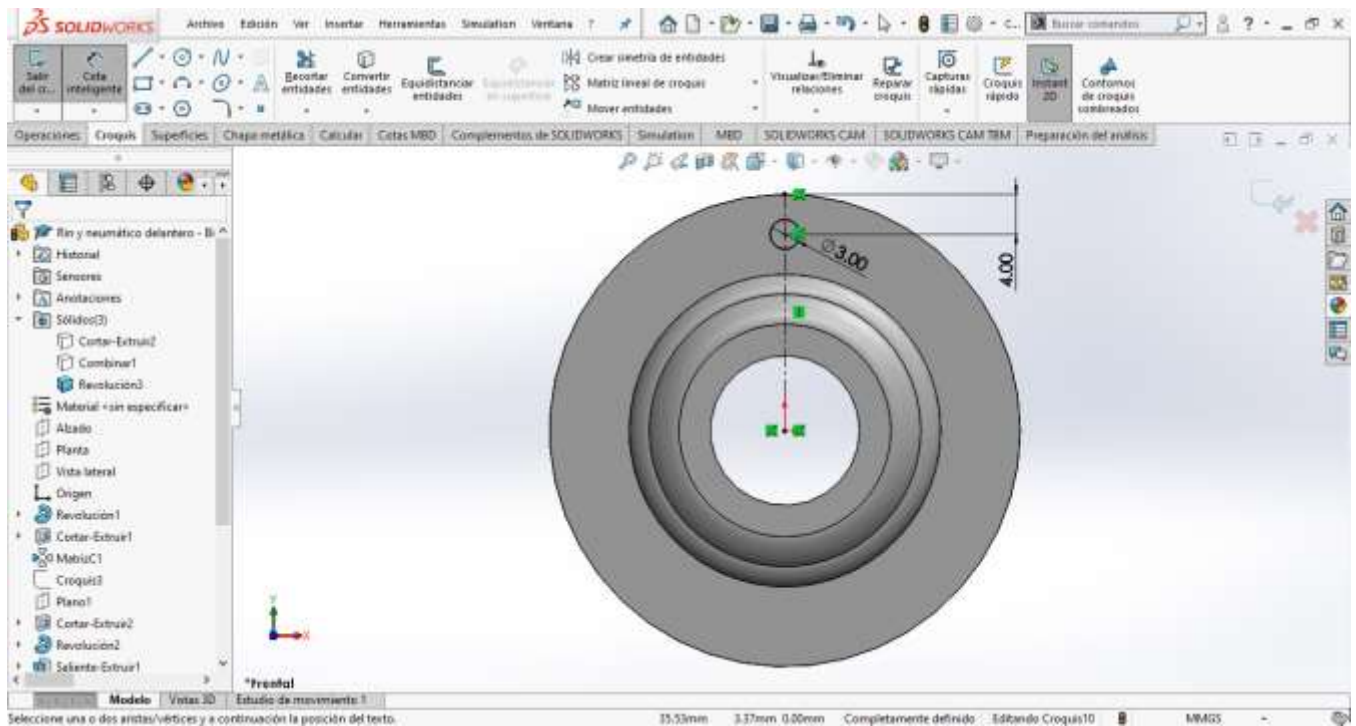 SOLIDWORKS Archivo Edición Ver Insertar Herramientas Simulation Ventana ? c... Buscar comandos ?
Salir del cr...
Cota inteligente
Recortar entidades
Convertir entidades
Equidistanciar entidades
Crear simetría de entidades
Matriz lineal de croquis
Mover entidades
Visualizar/Eliminar relaciones
Reparar croquis
Capturas rápidas
Croquis rápido
Instant 2D
Contornos de croquis sombreados
Operaciones Croquis Superficies Chapa metálica Calcular Cotas MBD Complementos de SOLIDWORKS Simulation MBD SOLIDWORKS CAM SOLIDWORKS CAM TBM Preparación del análisis
Rin y neumático delantero - Bi
Historial
Sensores
Anotaciones
Sólidos(3)
Cortar-Extruir2
Combinar1
Revolución3
Material <sin especificar>
Alzado
Planta
Vista lateral
Origen
Revolución1
Cortar-Extruir1
MatrizC1
Croquis3
Plano1
Cortar-Extruir2
Revolución2
Saliente-Extruir1
∅3.00
4.00
Y
X
*Frontal
Modelo Vistas 3D Estudio de movimiento 1
Seleccione una o dos aristas/vértices y a continuación la posición del texto. 35.53mm 3.37mm 0.00mm Completamente definido Editando Croquis10 MMGS